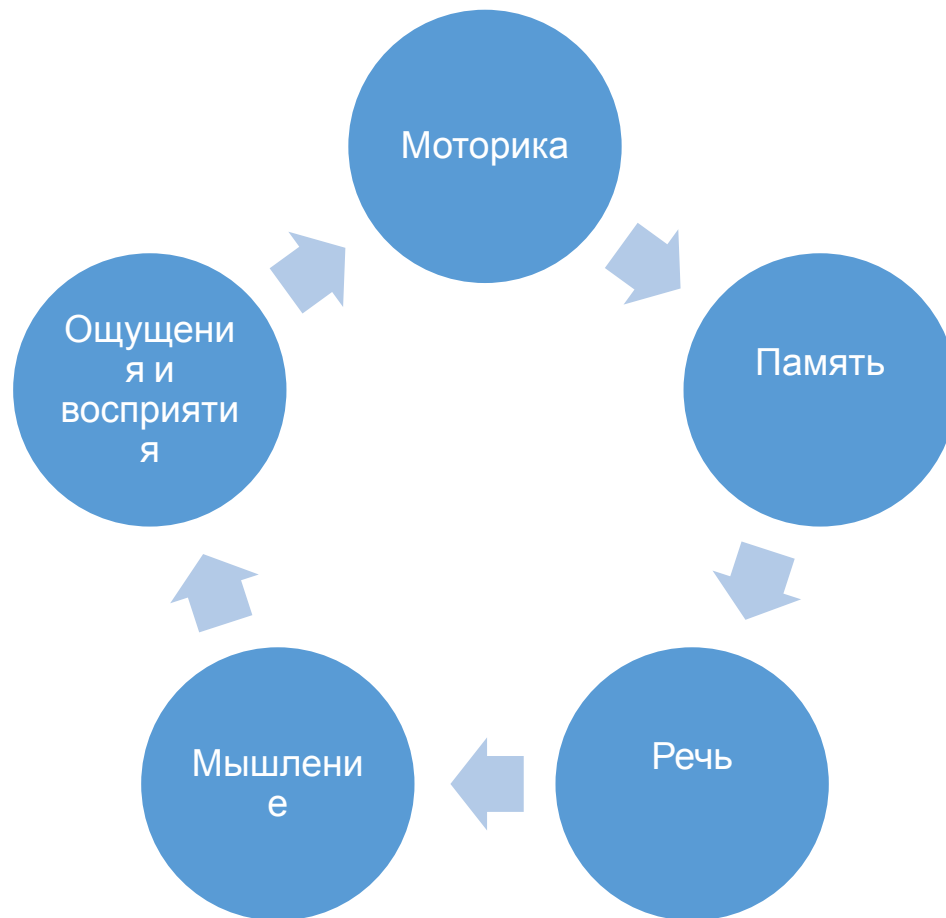 Моторика
Память
Речь
Мышлени
е
Ощущени
я и
восприяти
я